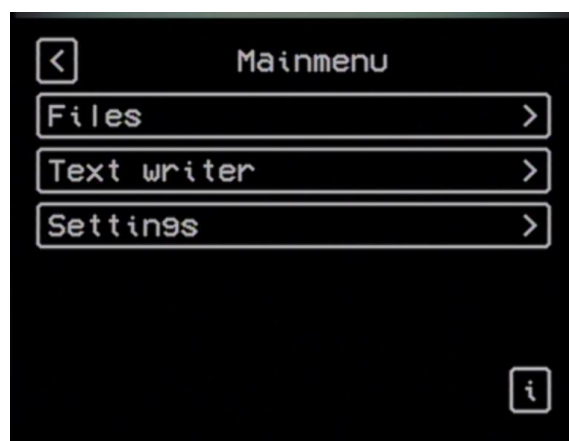 < Mainmenu
Files >
Text writer >
Settings >
i